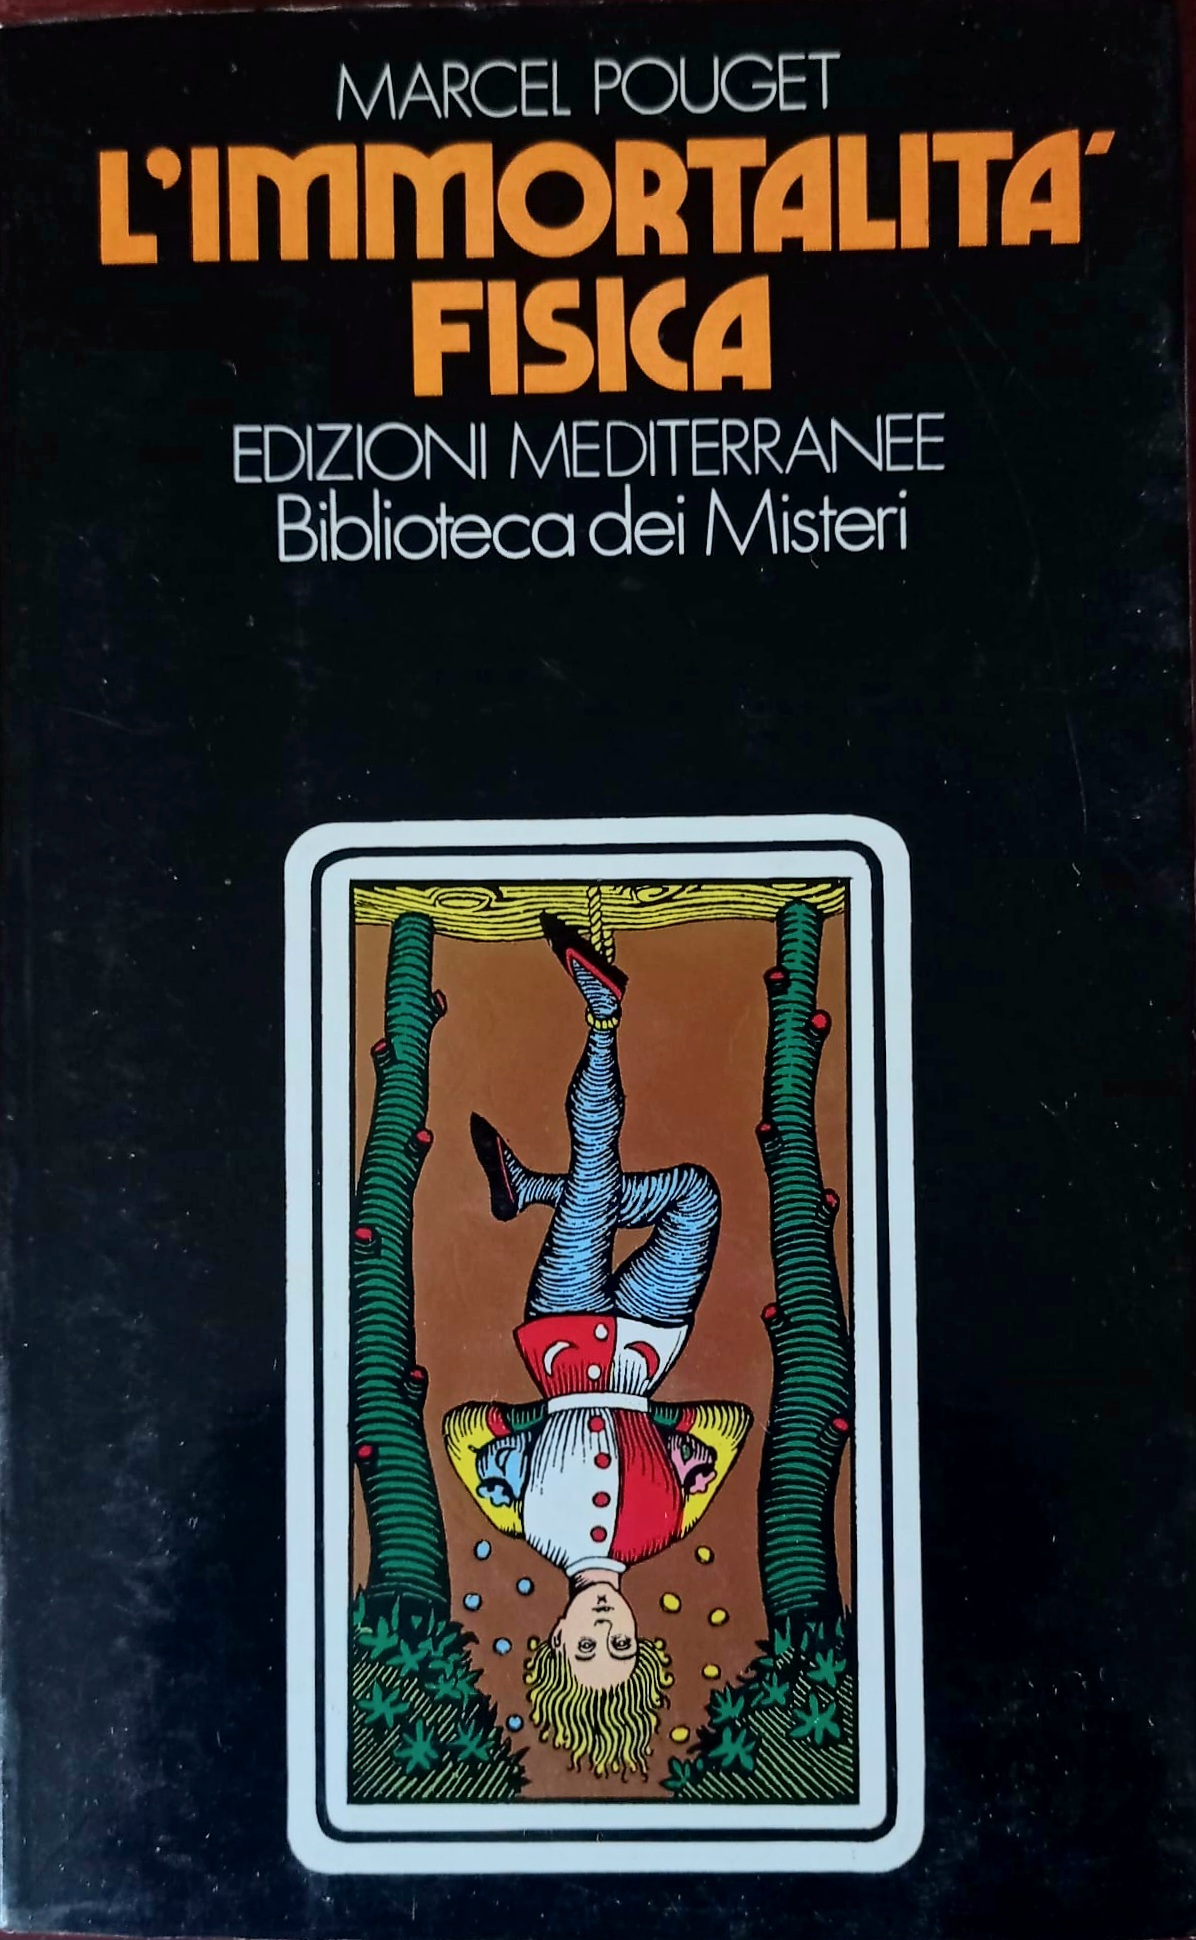 MARCEL POUGET
L'IMMORTALITA'
FISICA
EDIZIONI MEDITERRANEE
Biblioteca dei Misteri